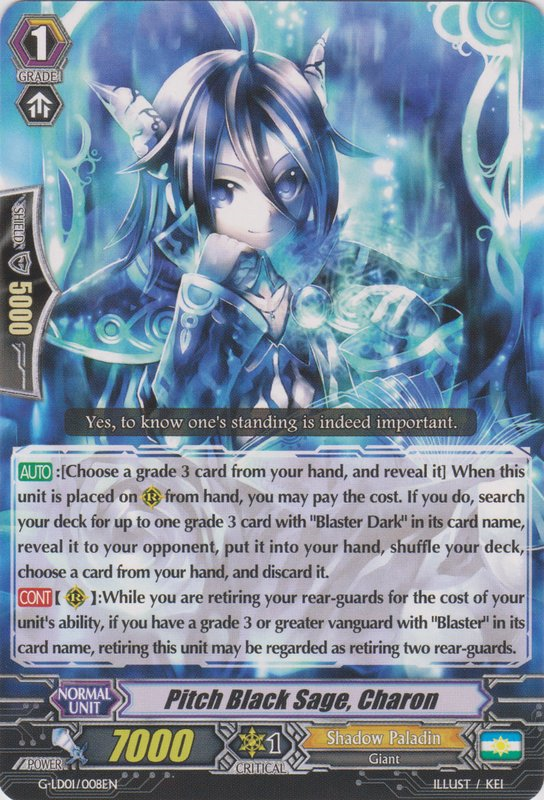 1
GRADE
SHIELD
5000
Yes, to know one's standing is indeed important.
AUTO :[Choose a grade 3 card from your hand, and reveal it] When this
unit is placed on R from hand, you may pay the cost. If you do, search
your deck for up to one grade 3 card with "Blaster Dark" in its card name,
reveal it to your opponent, put it into your hand, shuffle your deck,
choose a card from your hand, and discard it.
CONT【 R 】:While you are retiring your rear-guards for the cost of your
unit's ability, if you have a grade 3 or greater vanguard with "Blaster" in its
card name, retiring this unit may be regarded as retiring two rear-guards.
NORMAL
UNIT
Pitch Black Sage, Charon
POWER
7000
1
CRITICAL
Shadow Paladin
Giant
G-LD01/008EN
ILLUST / KEI